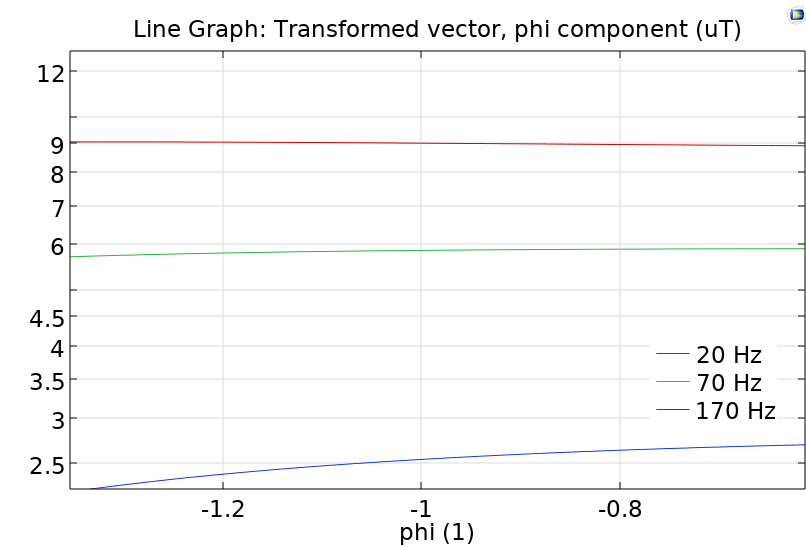 Line Graph: Transformed vector, phi component (uT)
12
9
8
7
6
4.5
4
3.5
3
2.5
20 Hz
70 Hz
170 Hz
-1.2
-1
-0.8
phi (1)